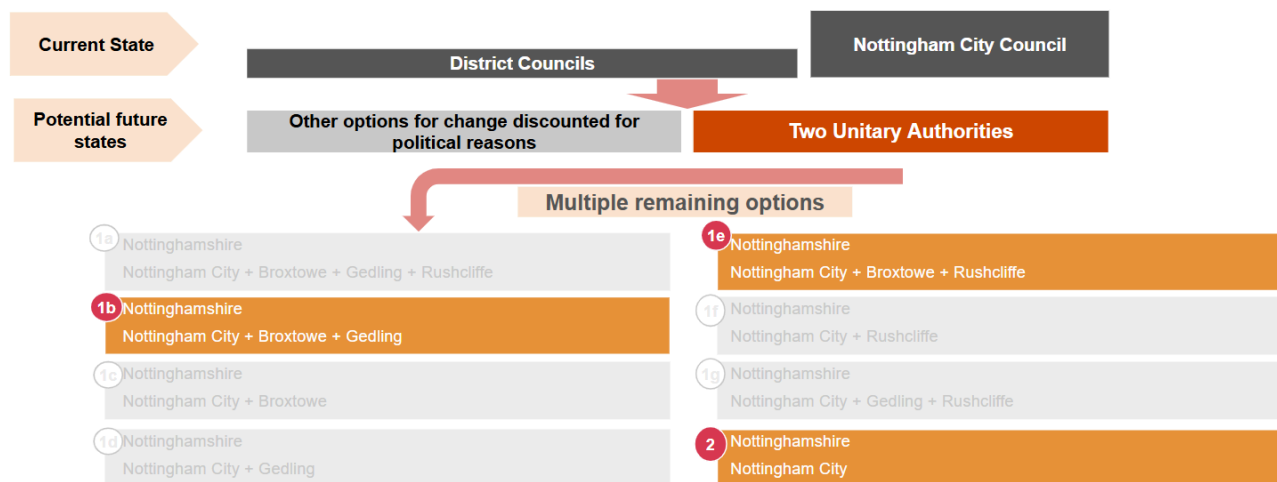 Current State
District Councils
Nottingham City Council
Potential future
states
Other options for change discounted for
political reasons
Two Unitary Authorities
Multiple remaining options
1a
Nottinghamshire
Nottingham City + Broxtowe + Gedling + Rushcliffe
1b
Nottinghamshire
Nottingham City + Broxtowe + Gedling
1c
Nottinghamshire
Nottingham City + Broxtowe
1d
Nottinghamshire
Nottingham City + Gedling
1e
Nottinghamshire
Nottingham City + Broxtowe + Rushcliffe
1f
Nottinghamshire
Nottingham City + Rushcliffe
1g
Nottinghamshire
Nottingham City + Gedling + Rushcliffe
2
Nottinghamshire
Nottingham City